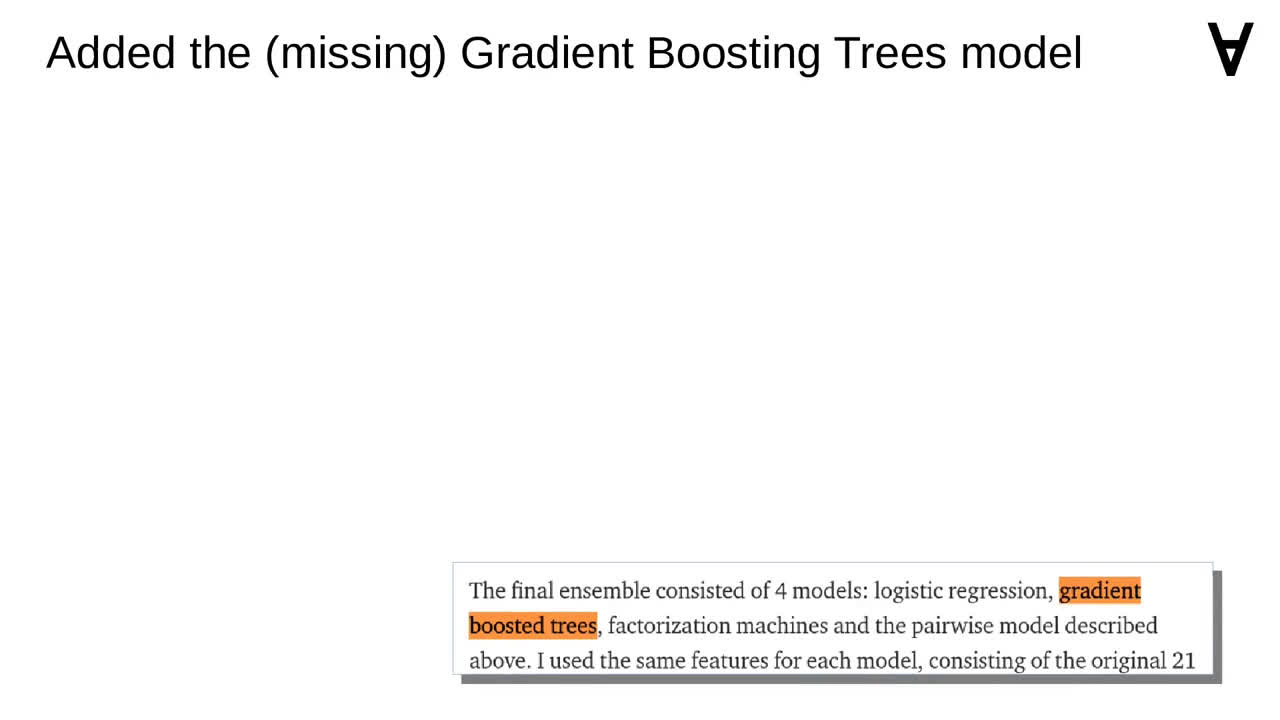 Added the (missing) Gradient Boosting Trees model
∀
The final ensemble consisted of 4 models: logistic regression, gradient
boosted trees, factorization machines and the pairwise model described
above. I used the same features for each model, consisting of the original 21